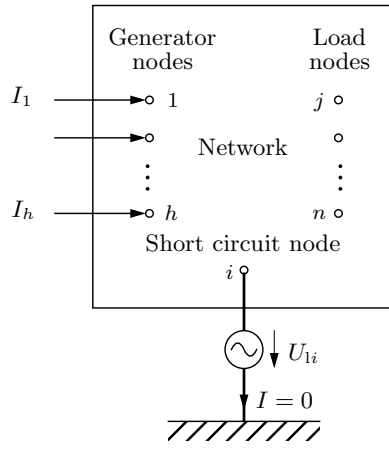 Generator nodes
Load nodes
I₁
1
j
Network
Iₕ
h
n
Short circuit node
i
U₁ᵢ
I = 0